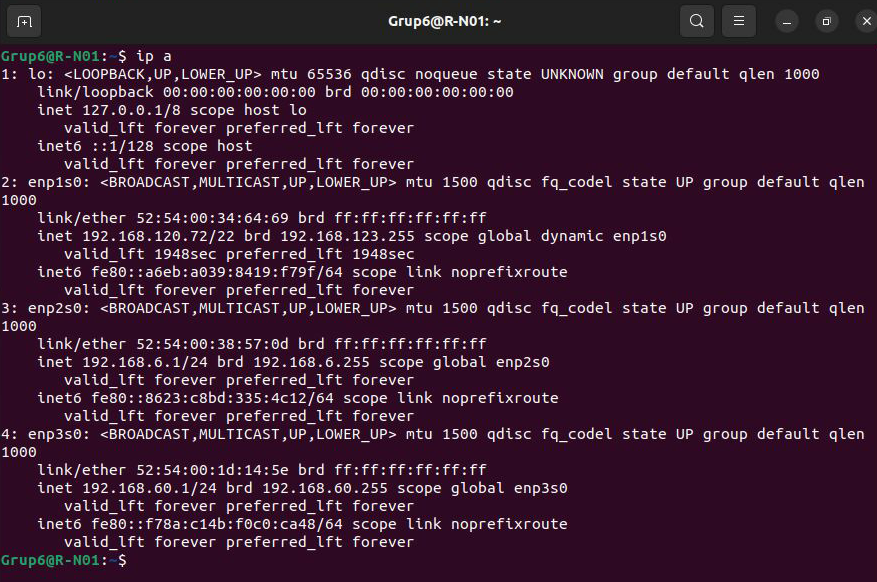 Grup6@R-N01: ~
Grup6@R-N01:~$ ip a
1: lo: <LOOPBACK,UP,LOWER_UP> mtu 65536 qdisc noqueue state UNKNOWN group default qlen 1000
    link/loopback 00:00:00:00:00:00 brd 00:00:00:00:00:00
    inet 127.0.0.1/8 scope host lo
       valid_lft forever preferred_lft forever
    inet6 ::1/128 scope host
       valid_lft forever preferred_lft forever
2: enp1s0: <BROADCAST,MULTICAST,UP,LOWER_UP> mtu 1500 qdisc fq_codel state UP group default qlen
1000
    link/ether 52:54:00:34:64:69 brd ff:ff:ff:ff:ff:ff
    inet 192.168.120.72/22 brd 192.168.123.255 scope global dynamic enp1s0
       valid_lft 1948sec preferred_lft 1948sec
    inet6 fe80::a6eb:a039:8419:f79f/64 scope link noprefixroute
       valid_lft forever preferred_lft forever
3: enp2s0: <BROADCAST,MULTICAST,UP,LOWER_UP> mtu 1500 qdisc fq_codel state UP group default qlen
1000
    link/ether 52:54:00:38:57:0d brd ff:ff:ff:ff:ff:ff
    inet 192.168.6.1/24 brd 192.168.6.255 scope global enp2s0
       valid_lft forever preferred_lft forever
    inet6 fe80::8623:c8bd:335:4c12/64 scope link noprefixroute
       valid_lft forever preferred_lft forever
4: enp3s0: <BROADCAST,MULTICAST,UP,LOWER_UP> mtu 1500 qdisc fq_codel state UP group default qlen
1000
    link/ether 52:54:00:1d:14:5e brd ff:ff:ff:ff:ff:ff
    inet 192.168.60.1/24 brd 192.168.60.255 scope global enp3s0
       valid_lft forever preferred_lft forever
    inet6 fe80::f78a:c14b:f0c0:ca48/64 scope link noprefixroute
       valid_lft forever preferred_lft forever
Grup6@R-N01:~$